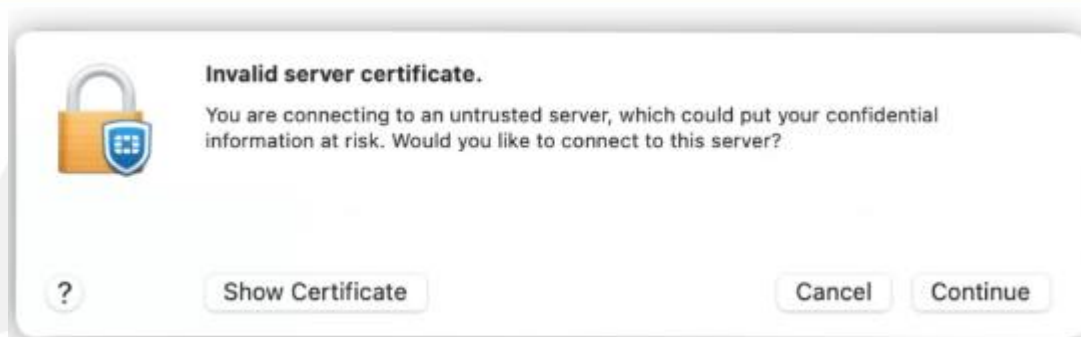 Invalid server certificate.
You are connecting to an untrusted server, which could put your confidential
information at risk. Would you like to connect to this server?
?
Show Certificate
Cancel
Continue